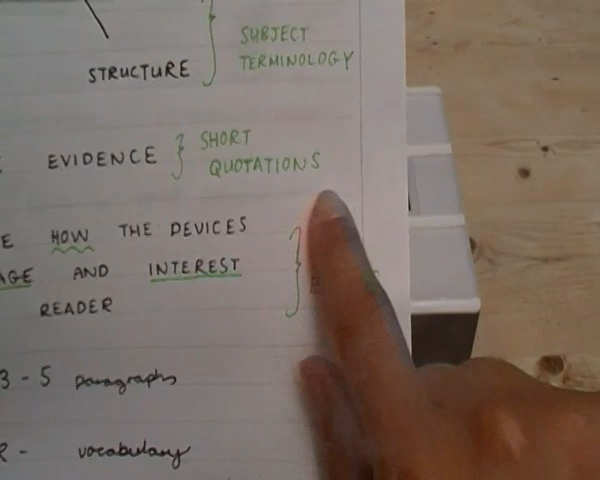 STRUCTURE } SUBJECT
TERMINOLOGY
EVIDENCE } SHORT
QUOTATIONS
HOW THE DEVICES
AND INTEREST
READER
3 - 5 paragraphs
- vocabulary